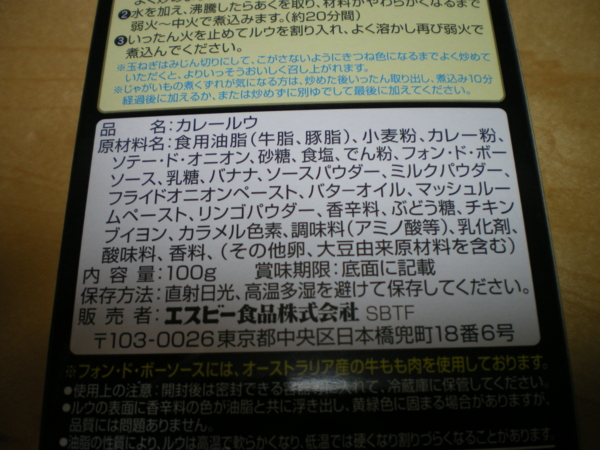 ❷水を加え、沸騰したらあくを取り、材料がやわらかくなるまで
弱火～中火で煮込みます。(約20分間)
❸いったん火を止めてルウを割り入れ、よく溶かし再び弱火で
煮込んでください。
※玉ねぎはみじん切りにして、こがさないようにきつね色になるまでよく炒めて
いただくと、よりいっそうおいしく召し上がれます。
※じゃがいもの煮くずれが気になる方は、炒めた後いったん取り出し、煮込み10分
経過後に加えるか、または炒めずに別ゆでして最後に加えてください。
品名:カレールウ
原材料名:食用油脂(牛脂、豚脂)、小麦粉、カレー粉、
ソテー・ド・オニオン、砂糖、食塩、でん粉、フォン・ド・ボー
ソース、乳糖、バナナ、ソースパウダー、ミルクパウダー、
フライドオニオンペースト、バターオイル、マッシュルー
ムペースト、リンゴパウダー、香辛料、ぶどう糖、チキン
ブイヨン、カラメル色素、調味料(アミノ酸等)、乳化剤、
酸味料、香料、(その他卵、大豆由来原材料を含む)
内容量:100g 賞味期限:底面に記載
保存方法:直射日光、高温多湿を避けて保存してください。
販売者:エスビー食品株式会社 SBTF
〒103-0026東京都中央区日本橋兜町18番6号
※フォン・ド・ボーソースには、オーストラリア産の牛もも肉を使用しております。
●使用上の注意:開封後は密封できる容器等に入れて、冷蔵庫に保管してください。
●ルウの表面に香辛料の色が油脂と共に浮き出し、黄緑色に固まる場合がありますが、
品質には問題ありません。
●油脂の性質により、ルウは高温で軟らかくなり、低温では硬くなり割りづらくなることがあります。